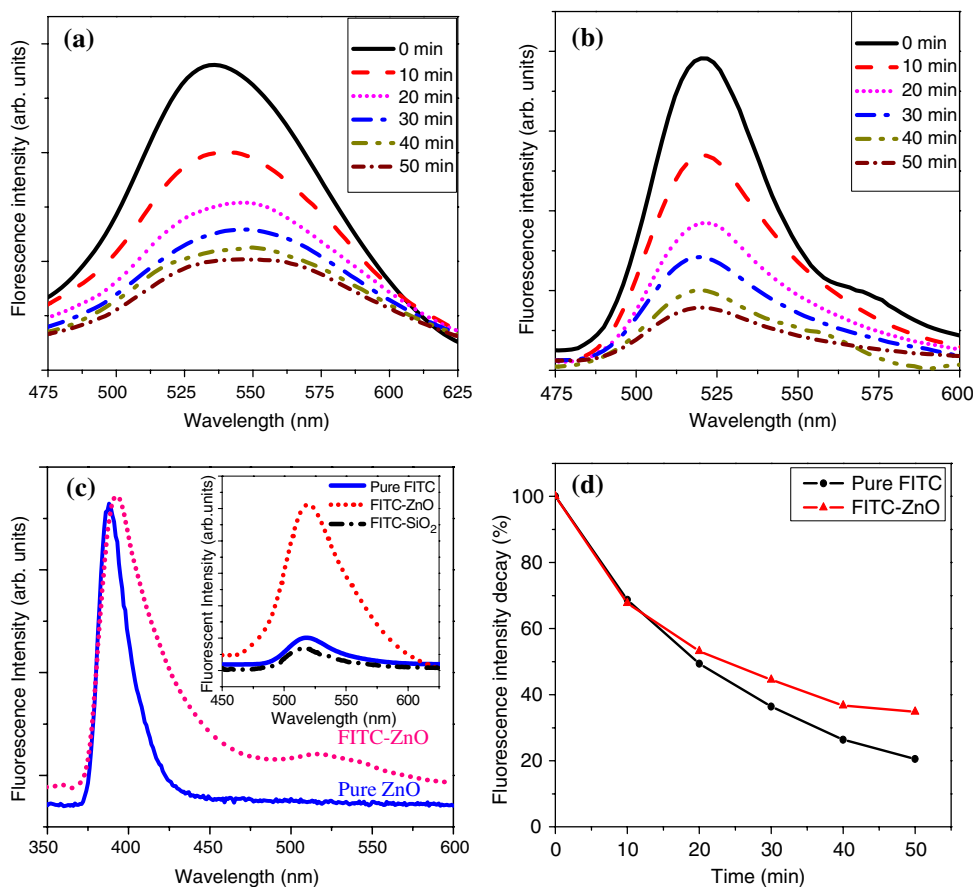 (a)
0 min
10 min
20 min
30 min
40 min
50 min
Florescence intensity (arb. units)
475 500 525 550 575 600 625
Wavelength (nm)
(b)
0 min
10 min
20 min
30 min
40 min
50 min
Fluorescence intensity (arb. units)
475 500 525 550 575 600
Wavelength (nm)
(c)
Fluorescence intensity (arb. units)
Pure FITC
FITC-ZnO
FITC-SiO₂
Fluorescent Intensity (arb.units)
450 500 550 600
Wavelength (nm)
FITC-ZnO
Pure ZnO
350 400 450 500 550 600
Wavelength (nm)
(d)
Pure FITC
FITC-ZnO
Fluorescence intensity decay (%)
100
80
60
40
20
0
0 10 20 30 40 50
Time (min)